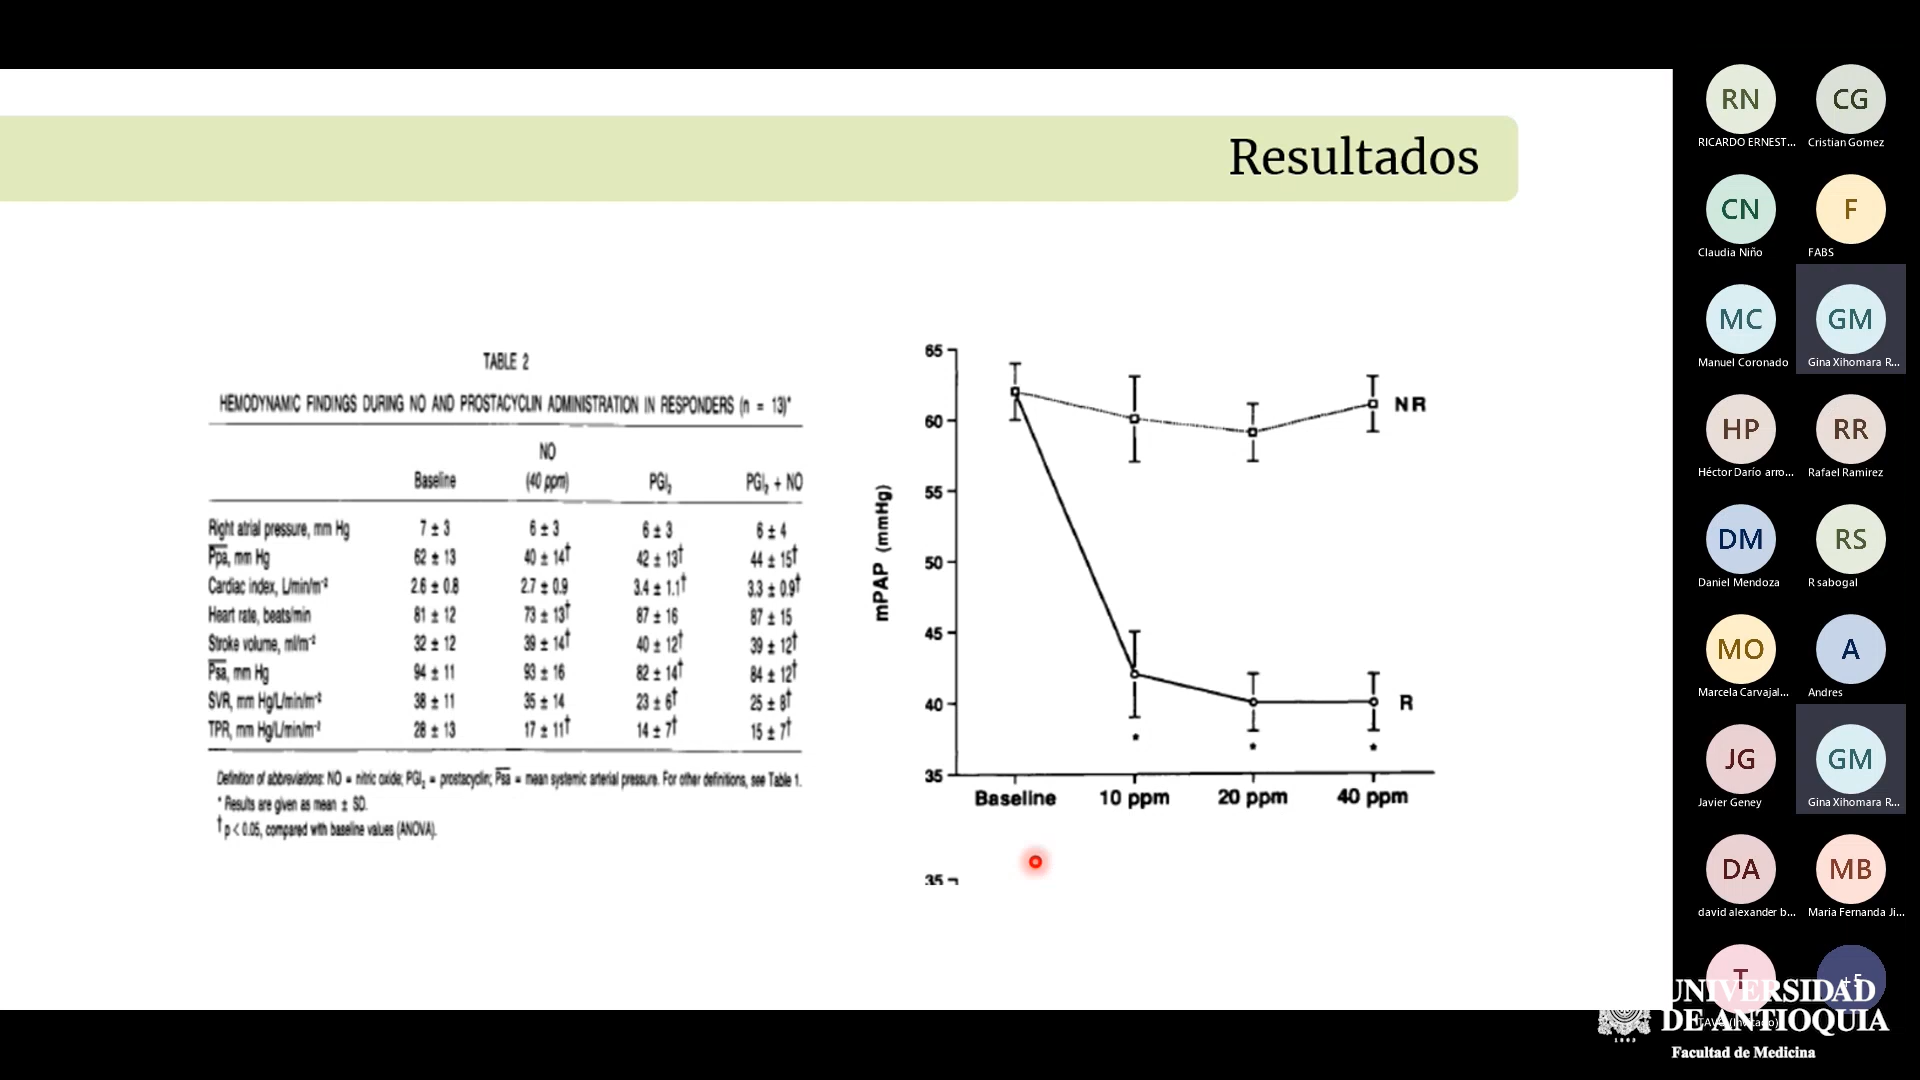 Resultados
TABLE 2
HEMODYNAMIC FINDINGS DURING NO AND PROSTACYCLIN ADMINISTRATION IN RESPONDERS (n = 13)*
NO
Baseline (40 ppm) PGI₂ PGI₂ + NO
Right atrial pressure, mm Hg 7 ± 3 6 ± 3 6 ± 3 6 ± 4
Ppa, mm Hg 62 ± 13 40 ± 14† 42 ± 13† 44 ± 15†
Cardiac index, L/min/m⁻² 2.6 ± 0.8 2.7 ± 0.9 3.4 ± 1.1† 3.3 ± 0.9†
Heart rate, beats/min 81 ± 12 73 ± 13† 87 ± 16 87 ± 15
Stroke volume, ml/m⁻² 32 ± 12 39 ± 14† 40 ± 12† 39 ± 12†
Psa, mm Hg 94 ± 11 93 ± 16 82 ± 14† 84 ± 12†
SVR, mm Hg/L/min/m⁻² 38 ± 11 35 ± 14 23 ± 6† 25 ± 8†
TPR, mm Hg/L/min/m⁻² 28 ± 13 17 ± 11† 14 ± 7† 15 ± 7†
Definition of abbreviations: NO = nitric oxide; PGI₂ = prostacyclin; Psa = mean systemic arterial pressure. For other definitions, see Table 1.
* Results are given as mean ± SD.
† p < 0.05, compared with baseline values (ANOVA).
mPAP (mmHg)
65
60
55
50
45
40
35
NR
R
* * *
Baseline 10 ppm 20 ppm 40 ppm
35
RN CG
RICARDO ERNEST... Cristian Gomez
CN F
Claudia Niño FABS
MC GM
Manuel Coronado Gina Xihomara R...
HP RR
Héctor Darío arro... Rafael Ramirez
DM RS
Daniel Mendoza R sabogal
MO A
Marcela Carvajal... Andres
JG GM
Javier Geney Gina Xihomara R...
DA MB
david alexander b... Maria Fernanda Ji...
T +5
UNIVERSIDAD
DE ANTIOQUIA
1803
Facultad de Medicina